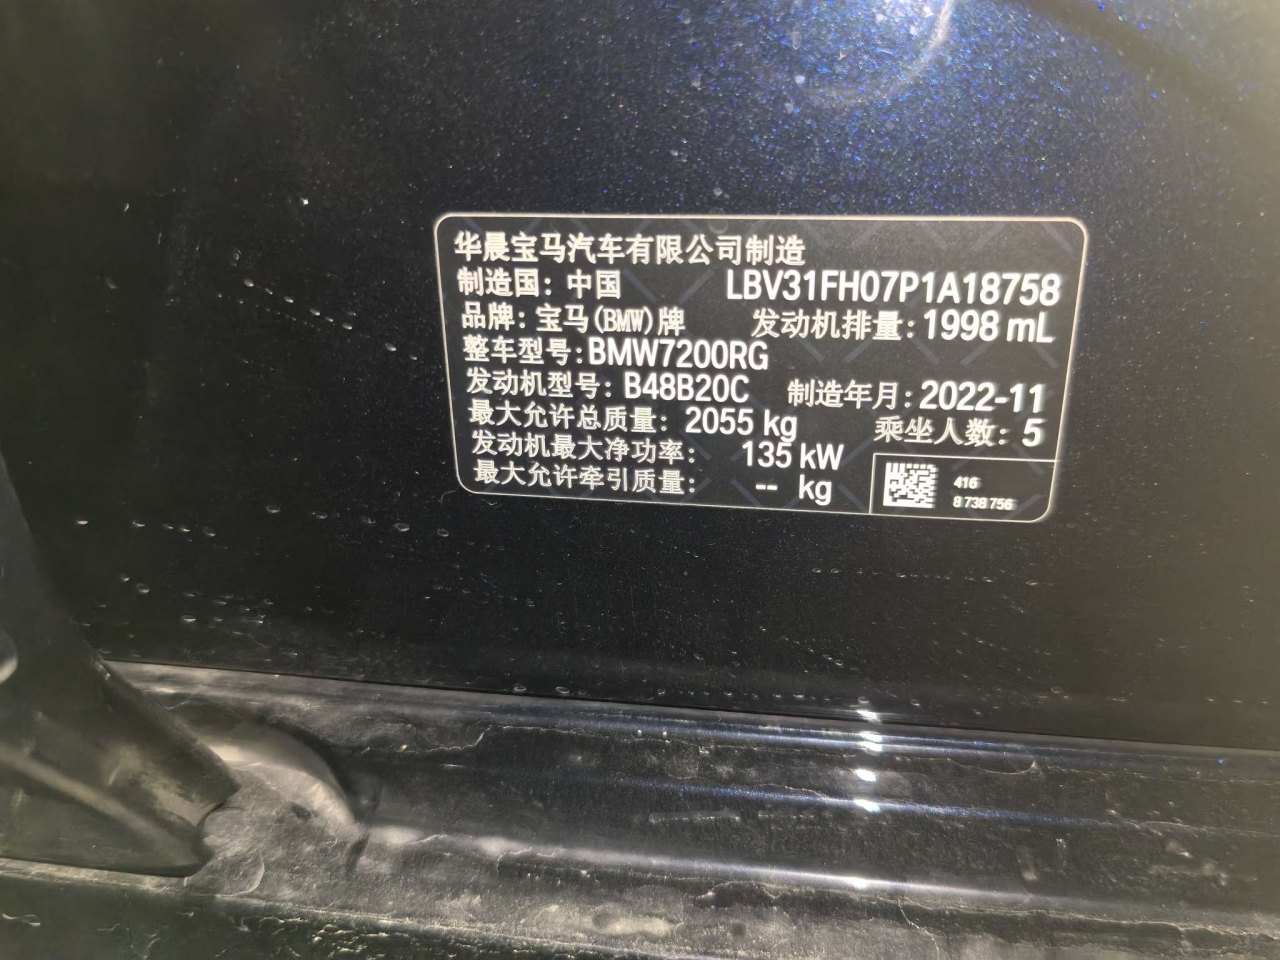 华晨宝马汽车有限公司制造
制造国：中国 LBV31FH07P1A18758
品牌：宝马(BMW)牌 发动机排量：1998 mL
整车型号：BMW7200RG
发动机型号：B48B20C 制造年月：2022-11
最大允许总质量：2055 kg 乘坐人数：5
发动机最大净功率：135 kW
最大允许牵引质量：-- kg
416
8 738 756